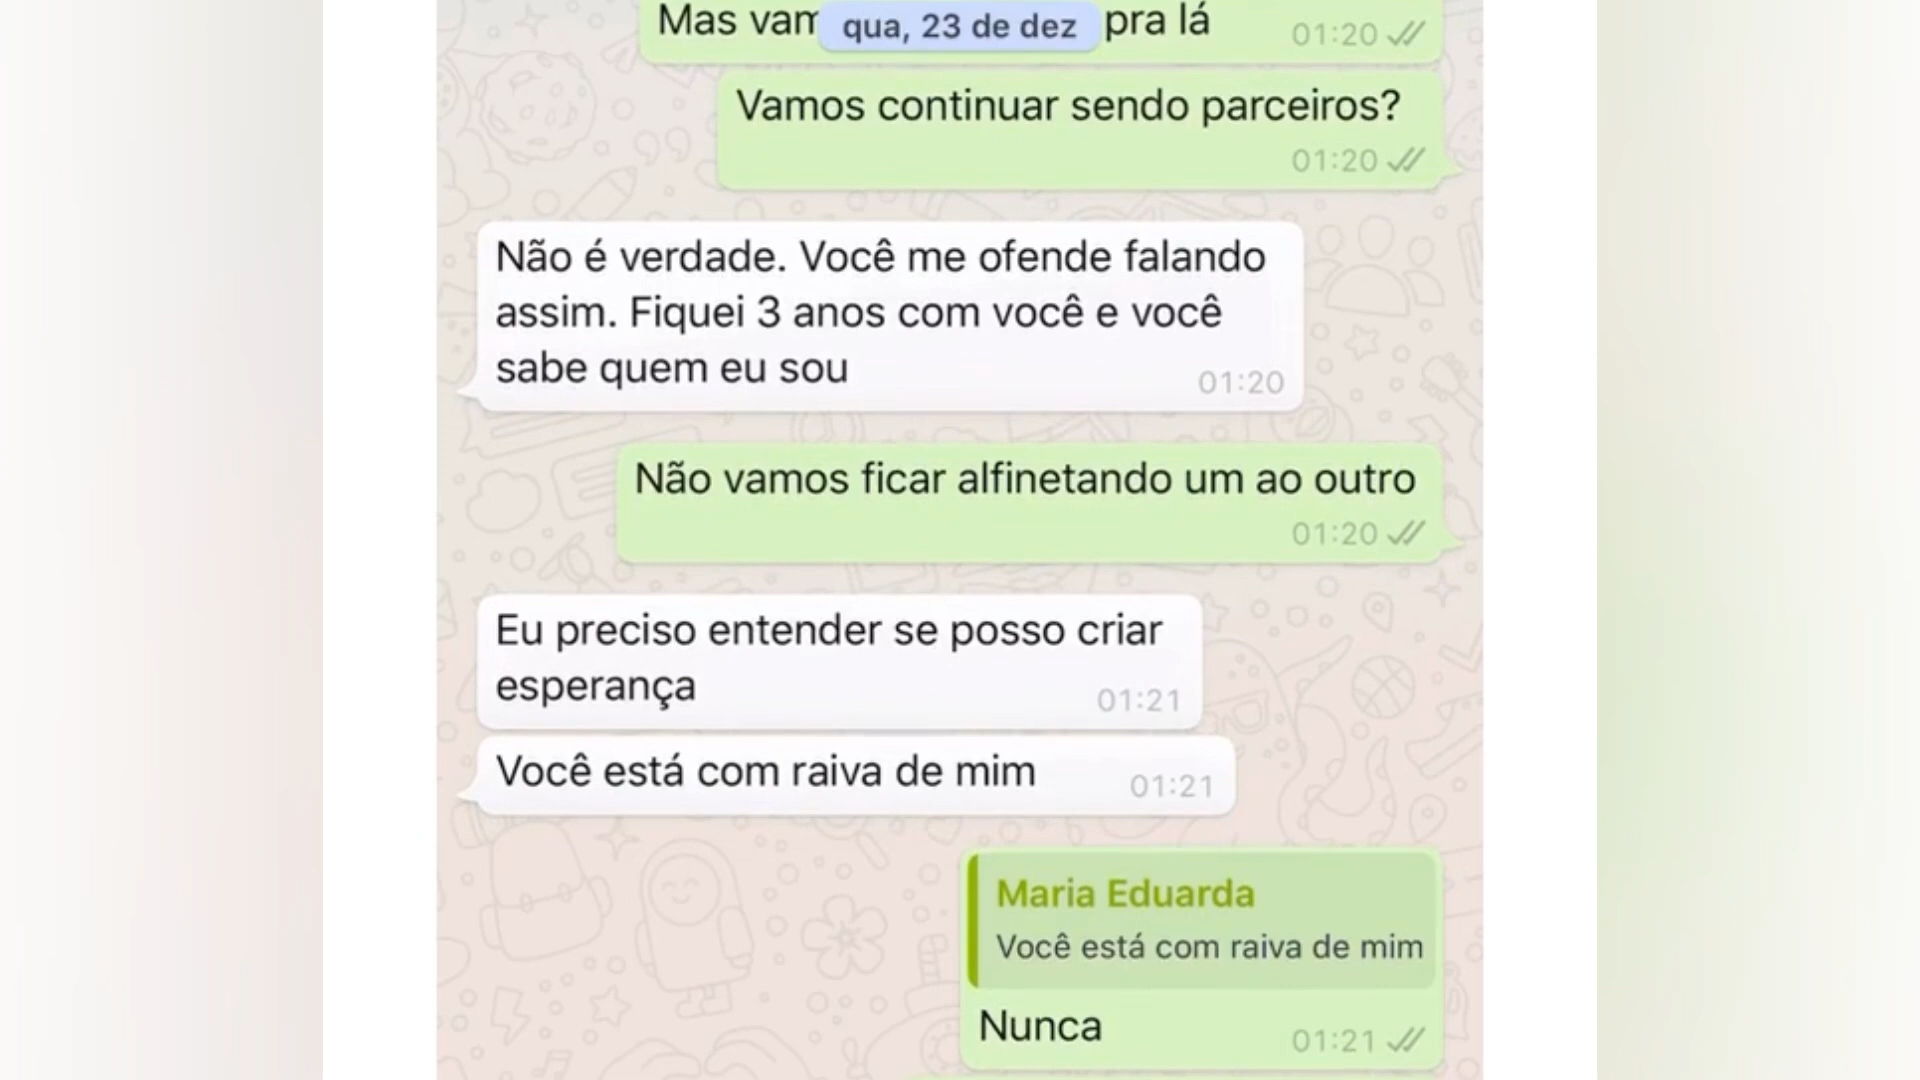 Mas vam
qua, 23 de dez
pra lá
01:20
Vamos continuar sendo parceiros?
01:20
Não é verdade. Você me ofende falando
assim. Fiquei 3 anos com você e você
sabe quem eu sou
01:20
Não vamos ficar alfinetando um ao outro
01:20
Eu preciso entender se posso criar
esperança
01:21
Você está com raiva de mim
01:21
Maria Eduarda
Você está com raiva de mim
Nunca
01:21